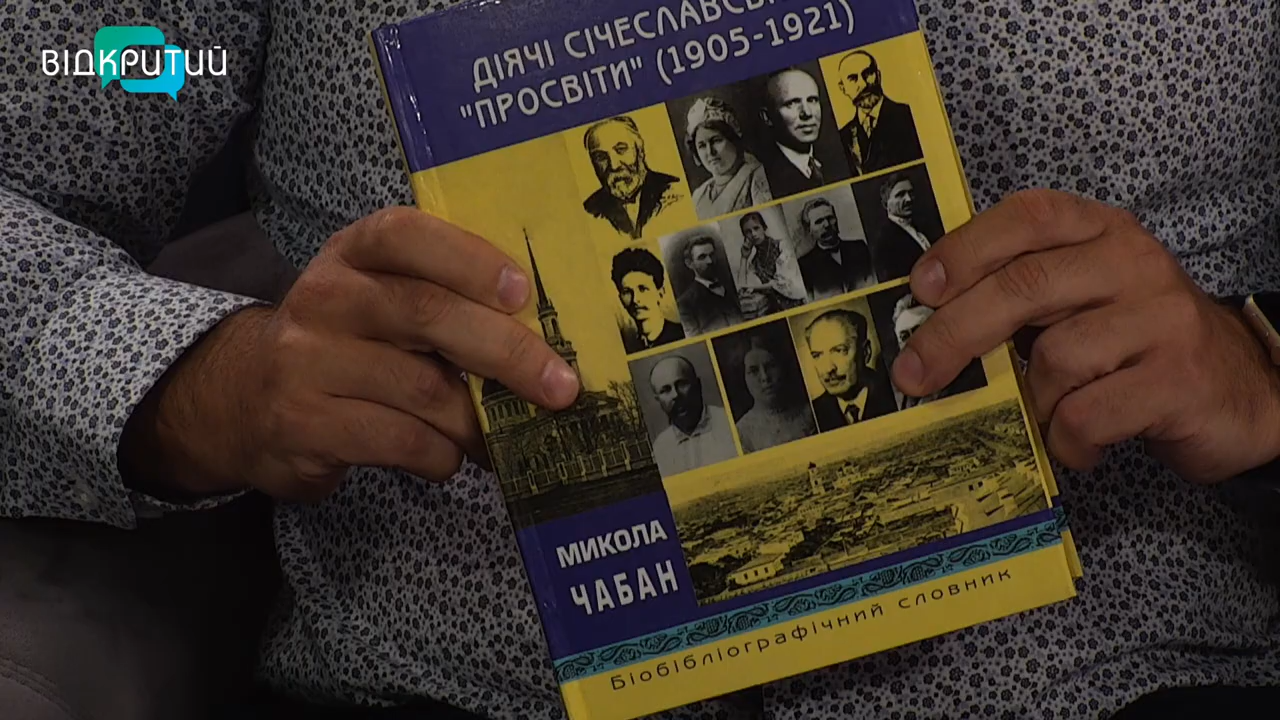 ВІДКРИТИЙ
ДІЯЧІ
"ПРОСВІТИ" (1905-1921)
МИКОЛА
ЧАБАН
Біобібліографічний словник